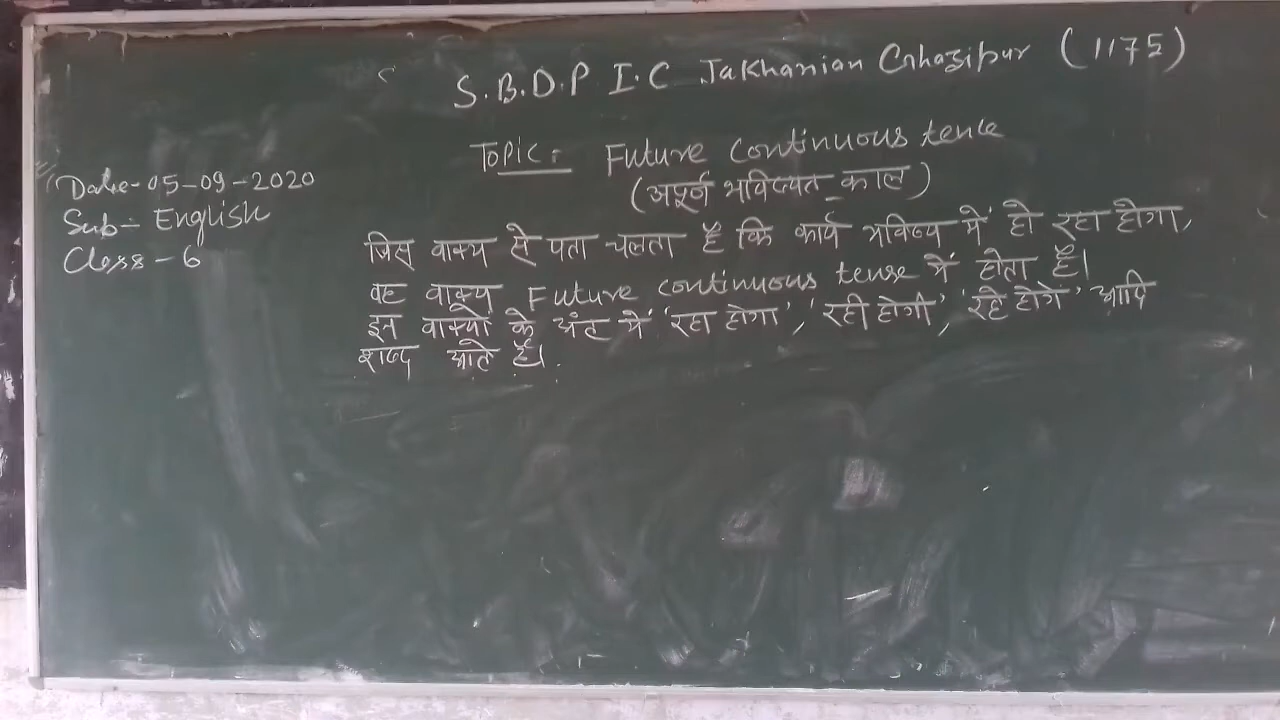 S.B.D.P I.C Jakhanian Ghazipur (1175)
Topic:- Future continuous tence
(अपूर्ण भविष्यत काल)
Date-05-09-2020
Sub- English
Class-6
जिस वाक्य से पता चलता है कि कार्य भविष्य में हो रहा होगा,
वह वाक्य Future continuous tense में होता है।
इन वाक्यों के अंत में 'रहा होगा', 'रही होगी', 'रहे होगें' आदि
शब्द आते हैं।